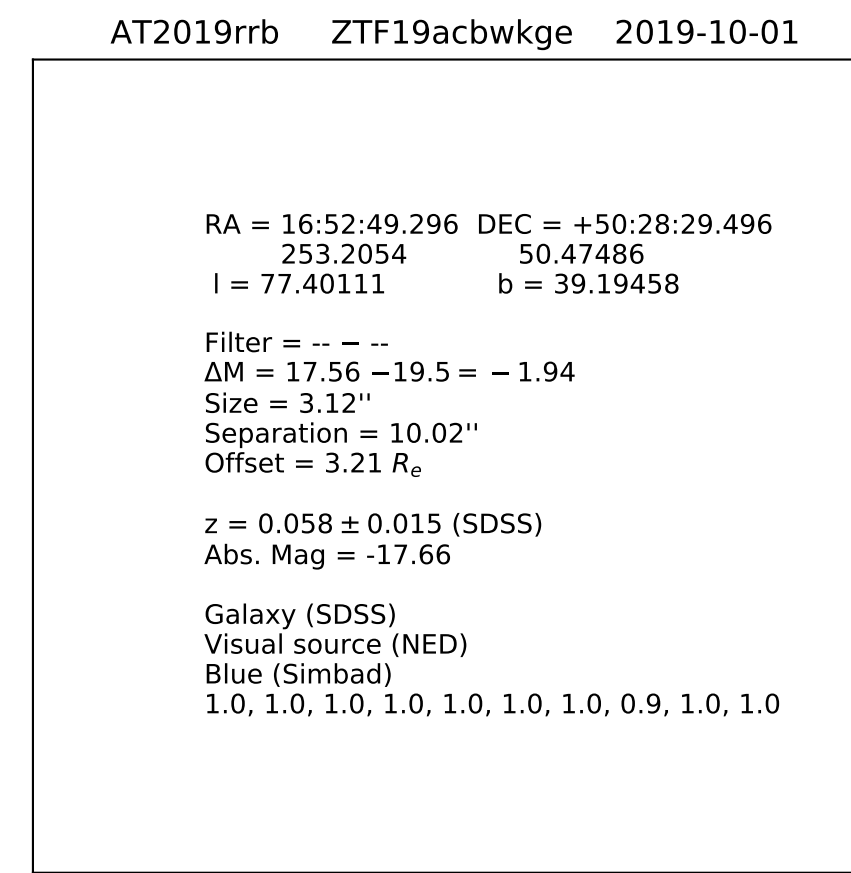 AT2019rrb ZTF19acbwkge 2019-10-01
RA = 16:52:49.296 DEC = +50:28:29.496
253.2054 50.47486
l = 77.40111 b = 39.19458
Filter = -- − --
ΔM = 17.56 −19.5 = − 1.94
Size = 3.12''
Separation = 10.02''
Offset = 3.21 Re
z = 0.058 ± 0.015 (SDSS)
Abs. Mag = -17.66
Galaxy (SDSS)
Visual source (NED)
Blue (Simbad)
1.0, 1.0, 1.0, 1.0, 1.0, 1.0, 1.0, 0.9, 1.0, 1.0